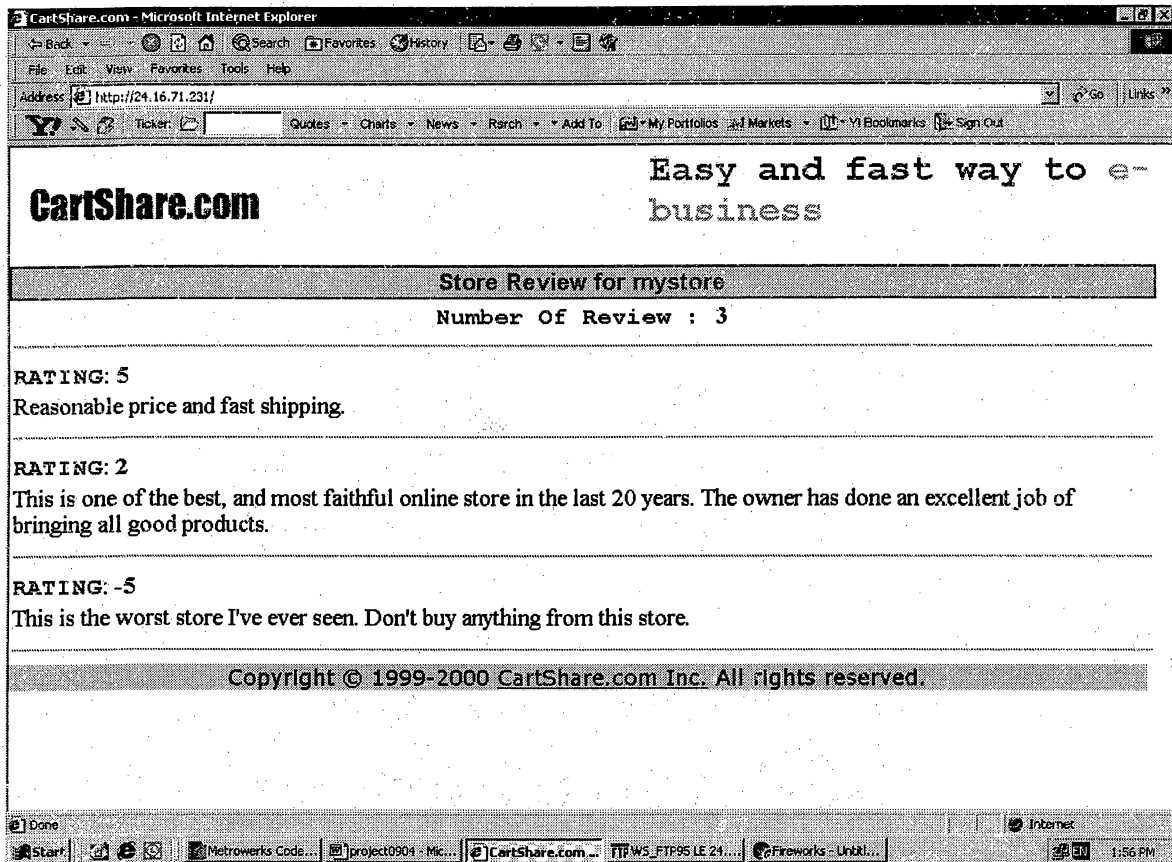 CartShare.com - Microsoft Internet Explorer
Back Search Favorites History
File Edit View Favorites Tools Help
Address http://24.16.71.231/ Go Links »
Y! Ticker: Quotes - Charts - News - Rsrch - Add To My Portfolios Markets - Y! Bookmarks Sign Out
CartShare.com
Easy and fast way to e-
business
Store Review for mystore
Number Of Review : 3
RATING: 5
Reasonable price and fast shipping.
RATING: 2
This is one of the best, and most faithful online store in the last 20 years. The owner has done an excellent job of
bringing all good products.
RATING: -5
This is the worst store I've ever seen. Don't buy anything from this store.
Copyright © 1999-2000 CartShare.com Inc. All rights reserved.
Done Internet
Start Metrowerks Code... project0904 - Mic... CartShare.com ... WS_FTP95 LE 24.... Fireworks - Untitl... EN 1:56 PM